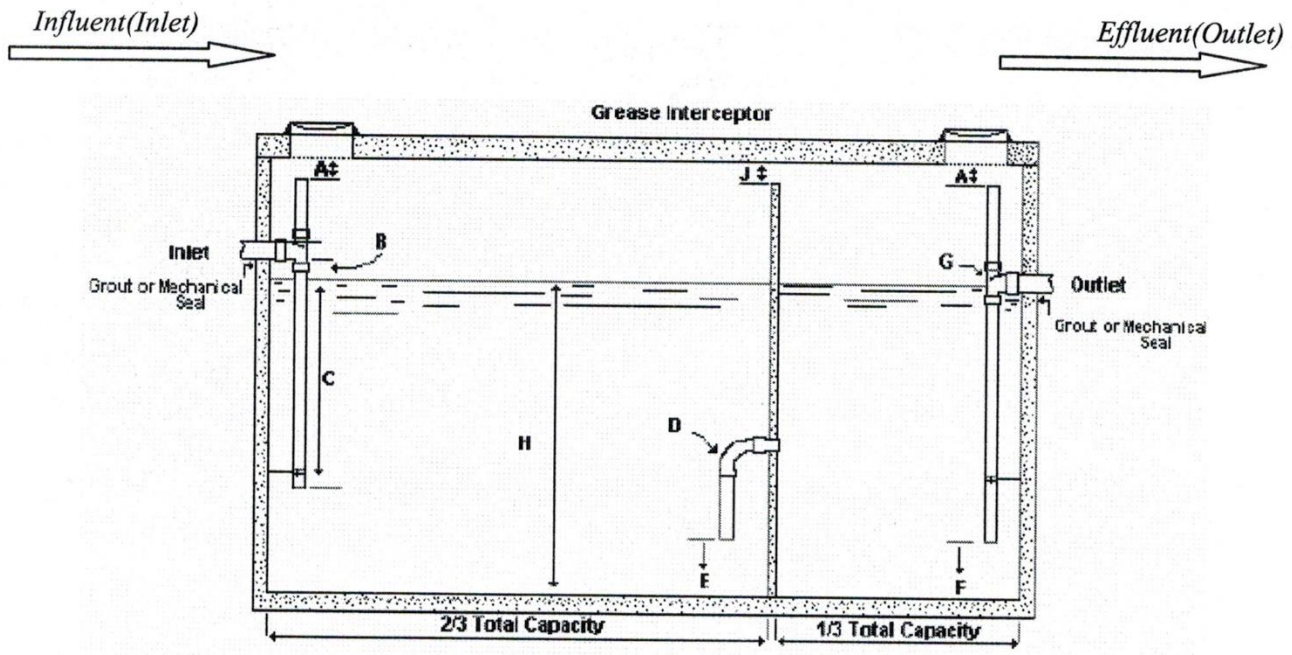 Influent(Inlet)
Effluent(Outlet)
Grease Interceptor
A
J
A
B
Inlet
G
Outlet
Grout or Mechanical
Seal
Grout or Mechanical
Seal
C
D
H
E
F
2/3 Total Capacity
1/3 Total Capacity